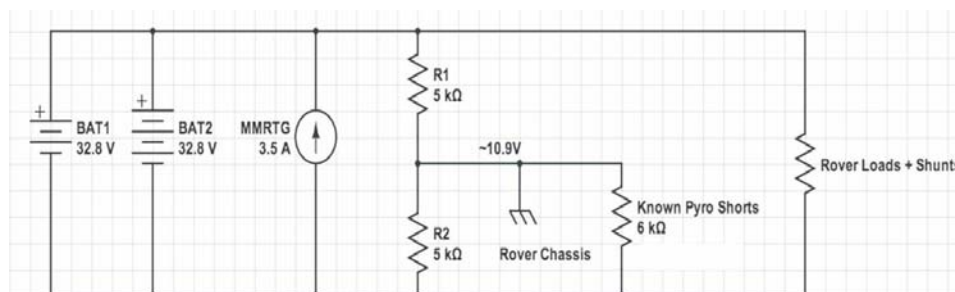 +
BAT1
32.8 V
+
BAT2
32.8 V
MMRTG
3.5 A
R1
5 kΩ
~10.9V
Rover Chassis
R2
5 kΩ
Known Pyro Shorts
6 kΩ
Rover Loads + Shunts